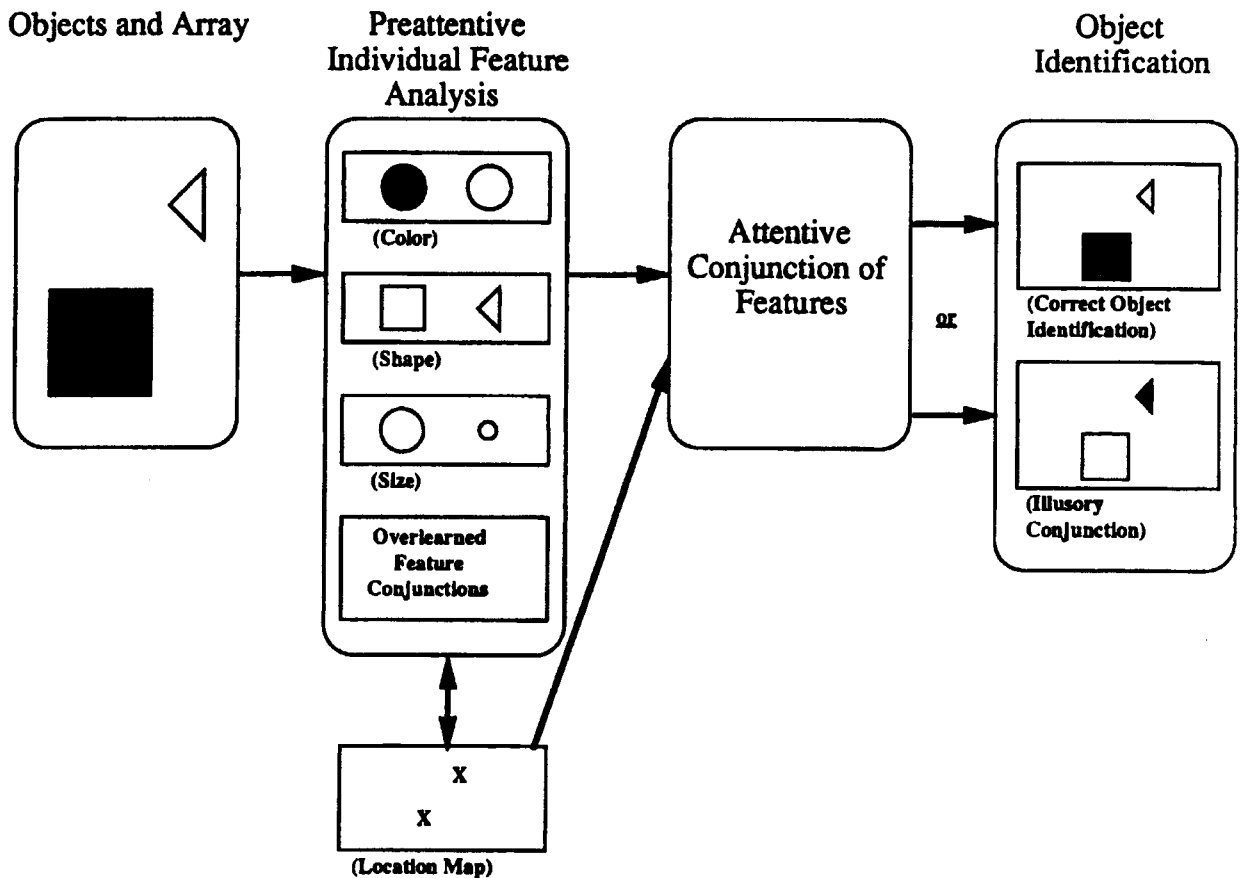 Objects and Array
Preattentive
Individual Feature
Analysis
Object
Identification
(Color)
(Shape)
(Size)
Overlearned
Feature
Conjunctions
X
X
(Location Map)
Attentive
Conjunction of
Features
or
(Correct Object
Identification)
(Illusory
Conjunction)